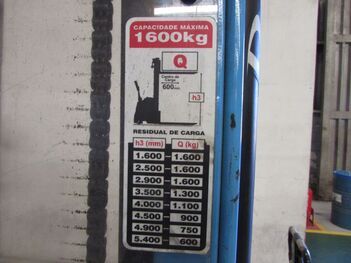 CAPACIDADE MÁXIMA
1600kg
Q
Centro de
Carga
600mm
h3
RESIDUAL DE CARGA
h3 (mm) Q (kg)
1.600 1.600
2.500 1.600
2.900 1.600
3.500 1.300
4.000 1.100
4.500 900
4.900 750
5.400 600